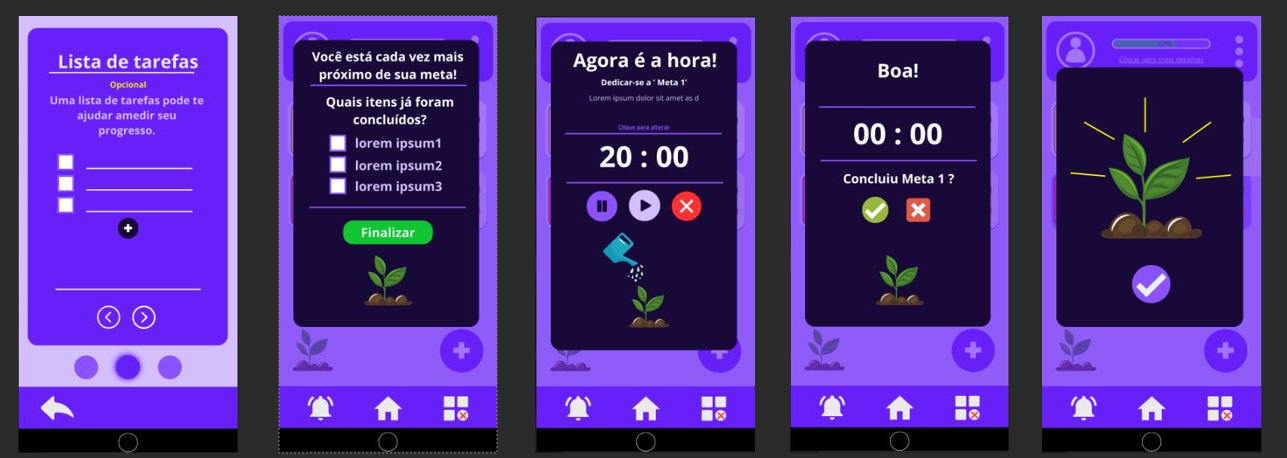 Lista de tarefas
Opcional
Uma lista de tarefas pode te
ajudar amedir seu
progresso.
Você está cada vez mais
próximo de sua meta!
Quais itens já foram
concluídos?
lorem ipsum1
lorem ipsum2
lorem ipsum3
Finalizar
Agora é a hora!
Dedicar-se a ‘ Meta 1’
Lorem ipsum dolor sit amet as d
Clique para alterar
20 : 00
Boa!
00 : 00
Concluiu Meta 1 ?
Clique para mais detalhes